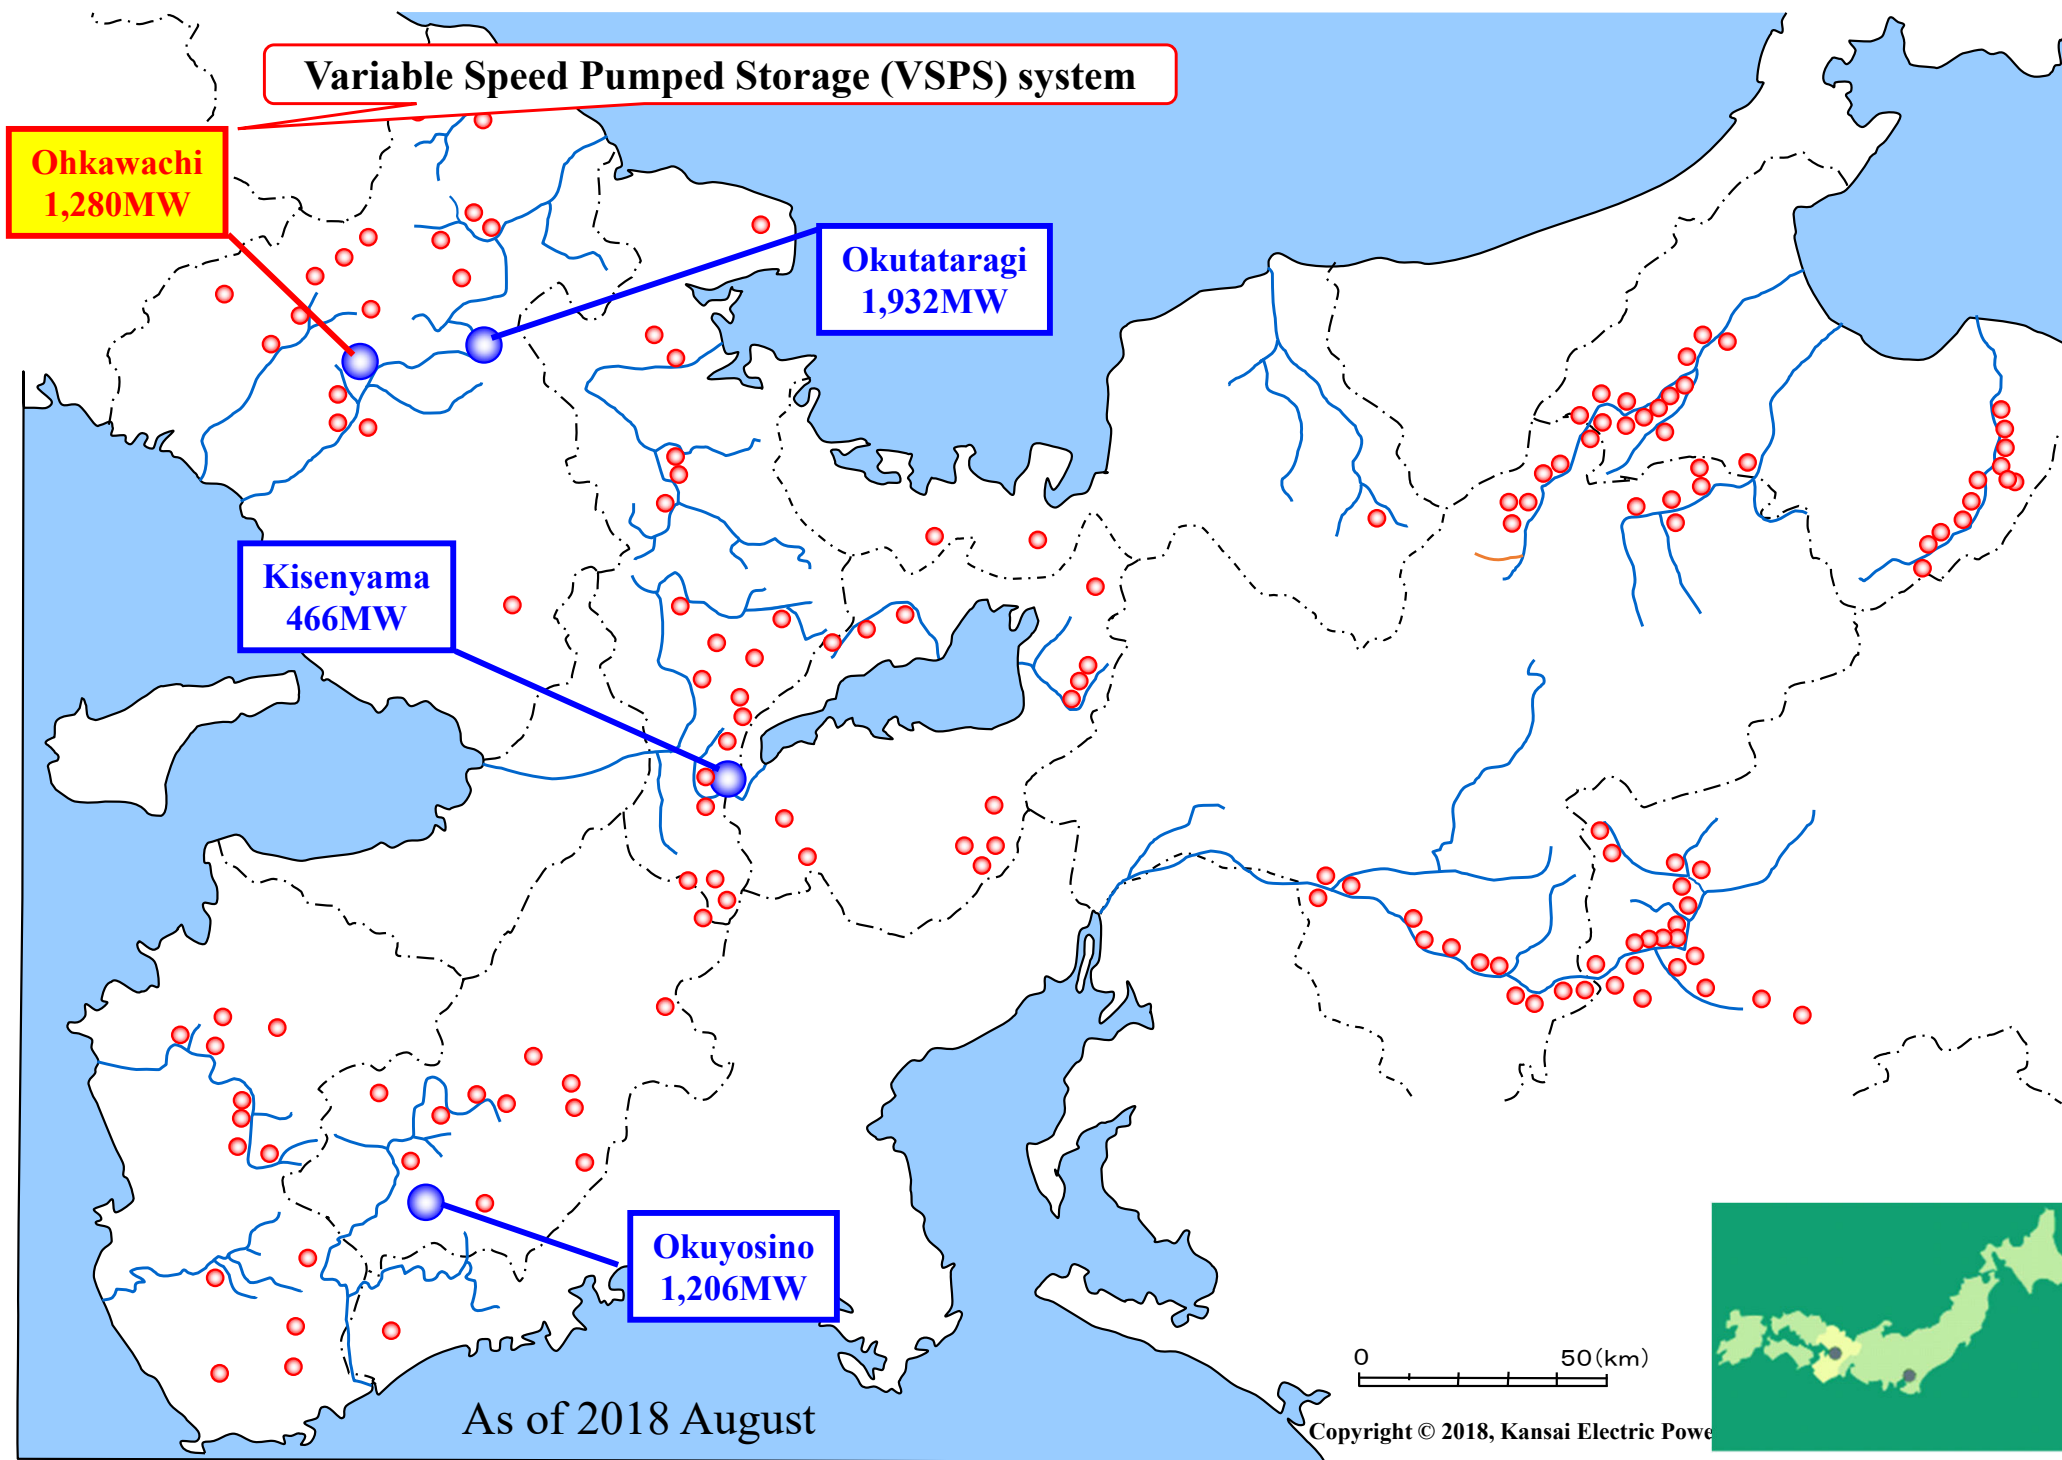 Variable Speed Pumped Storage (VSPS) system
Ohkawachi
1,280MW
Okutataragi
1,932MW
Kisenyama
466MW
Okuyosino
1,206MW
0 50(km)
As of 2018 August
Copyright © 2018, Kansai Electric Powe